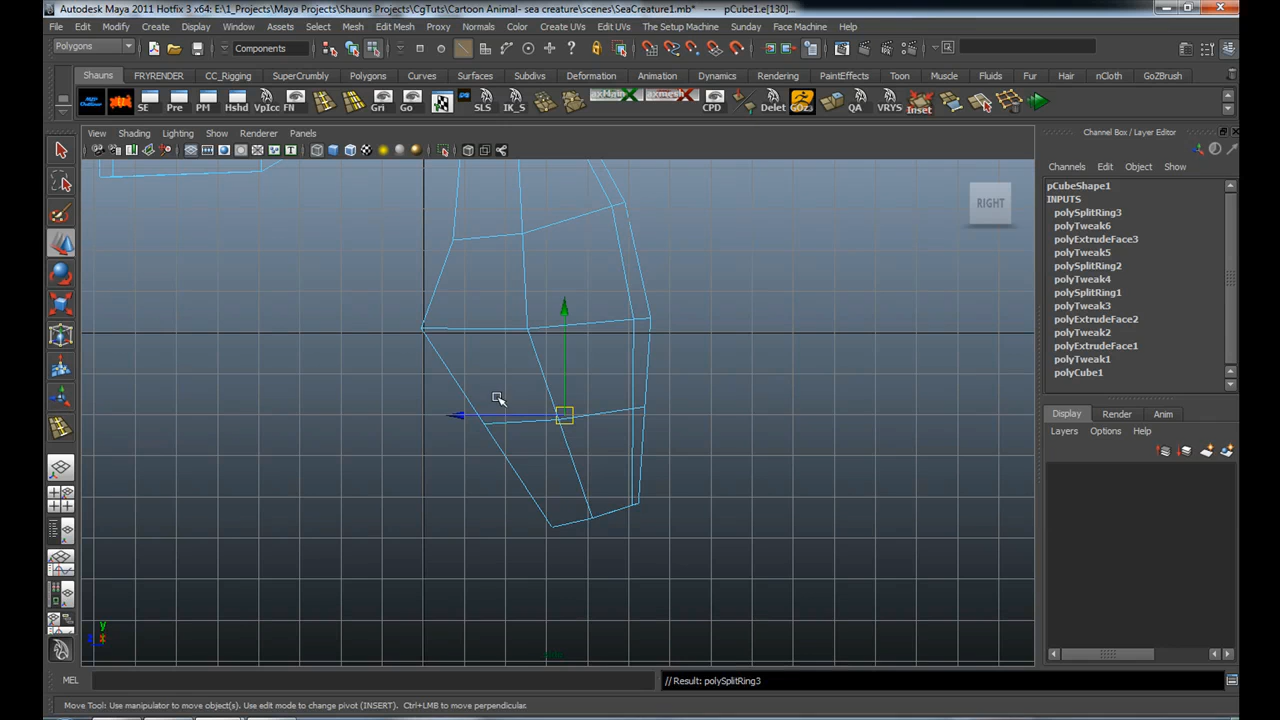 Autodesk Maya 2011 Hotfix 3 x64: E:\1_Projects\Maya Projects\Shauns Projects\CgTuts\Cartoon Animal- sea creature\scenes\SeaCreature1.mb* --- pCube1.e[130]...
File Edit Modify Create Display Window Assets Select Mesh Edit Mesh Proxy Normals Color Create UVs Edit UVs The Setup Machine Sunday Face Machine Help
Polygons Components
Shauns FRYRENDER CC_Rigging SuperCrumbly Polygons Curves Surfaces Subdivs Deformation Animation Dynamics Rendering PaintEffects Toon Muscle Fluids Fur Hair nCloth GoZBrush
SE Pre PM Hshd VpIcc FN Gri Go SLS IK_S axMain axmesh CPD Delet GOz3 QA VRYS Inset
View Shading Lighting Show Renderer Panels
Channel Box / Layer Editor
Channels Edit Object Show
pCubeShape1
INPUTS
polySplitRing3
polyTweak6
polyExtrudeFace3
polyTweak5
polySplitRing2
polyTweak4
polySplitRing1
polyTweak3
polyExtrudeFace2
polyTweak2
polyExtrudeFace1
polyTweak1
polyCube1
RIGHT
Display Render Anim
Layers Options Help
y
MEL // Result: polySplitRing3
Move Tool: Use manipulator to move object(s). Use edit mode to change pivot (INSERT). Ctrl+LMB to move perpendicular.